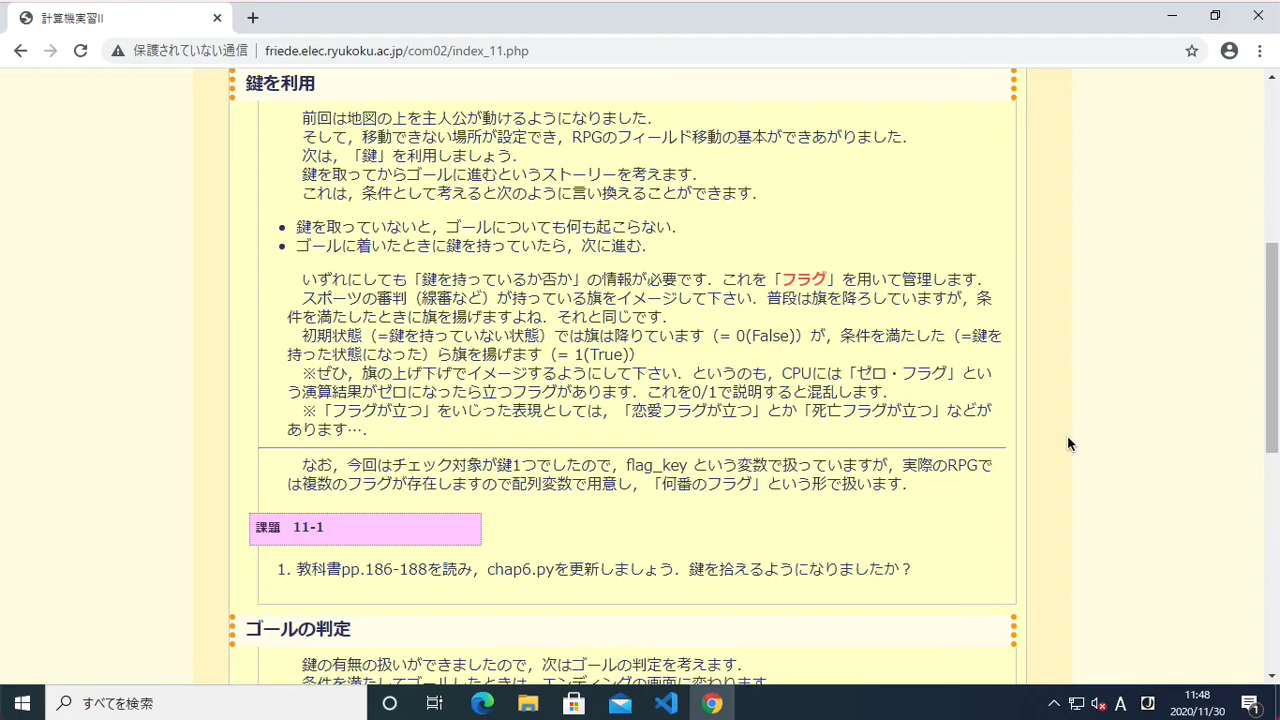 計算機実習II
保護されていない通信 friede.elec.ryukoku.ac.jp/com02/index_11.php
鍵を利用
前回は地図の上を主人公が動けるようになりました．
そして，移動できない場所が設定でき，RPGのフィールド移動の基本ができあがりました．
次は，「鍵」を利用しましょう．
鍵を取ってからゴールに進むというストーリーを考えます．
これは，条件として考えると次のように言い換えることができます．
• 鍵を取っていないと，ゴールについても何も起こらない．
• ゴールに着いたときに鍵を持っていたら，次に進む．
いずれにしても「鍵を持っているか否か」の情報が必要です．これを「フラグ」を用いて管理します．
スポーツの審判（線審など）が持っている旗をイメージして下さい．普段は旗を降ろしていますが，条
件を満たしたときに旗を揚げますよね．それと同じです．
初期状態（=鍵を持っていない状態）では旗は降りています（= 0(False)）が，条件を満たした（=鍵を
持った状態になった）ら旗を揚げます（= 1(True)）
※ぜひ，旗の上げ下げでイメージするようにして下さい．というのも，CPUには「ゼロ・フラグ」とい
う演算結果がゼロになったら立つフラグがあります．これを0/1で説明すると混乱します．
※「フラグが立つ」をいじった表現としては，「恋愛フラグが立つ」とか「死亡フラグが立つ」などが
あります…．
なお，今回はチェック対象が鍵1つでしたので，flag_key という変数で扱っていますが，実際のRPGで
は複数のフラグが存在しますので配列変数で用意し，「何番のフラグ」という形で扱います．
課題 11-1
1. 教科書pp.186-188を読み，chap6.pyを更新しましょう．鍵を拾えるようになりましたか？
ゴールの判定
鍵の有無の扱いができましたので，次はゴールの判定を考えます．
条件を満たしてゴールしたときは，エンディングの画面に変わります．
すべてを検索
A
11:48
2020/11/30
1